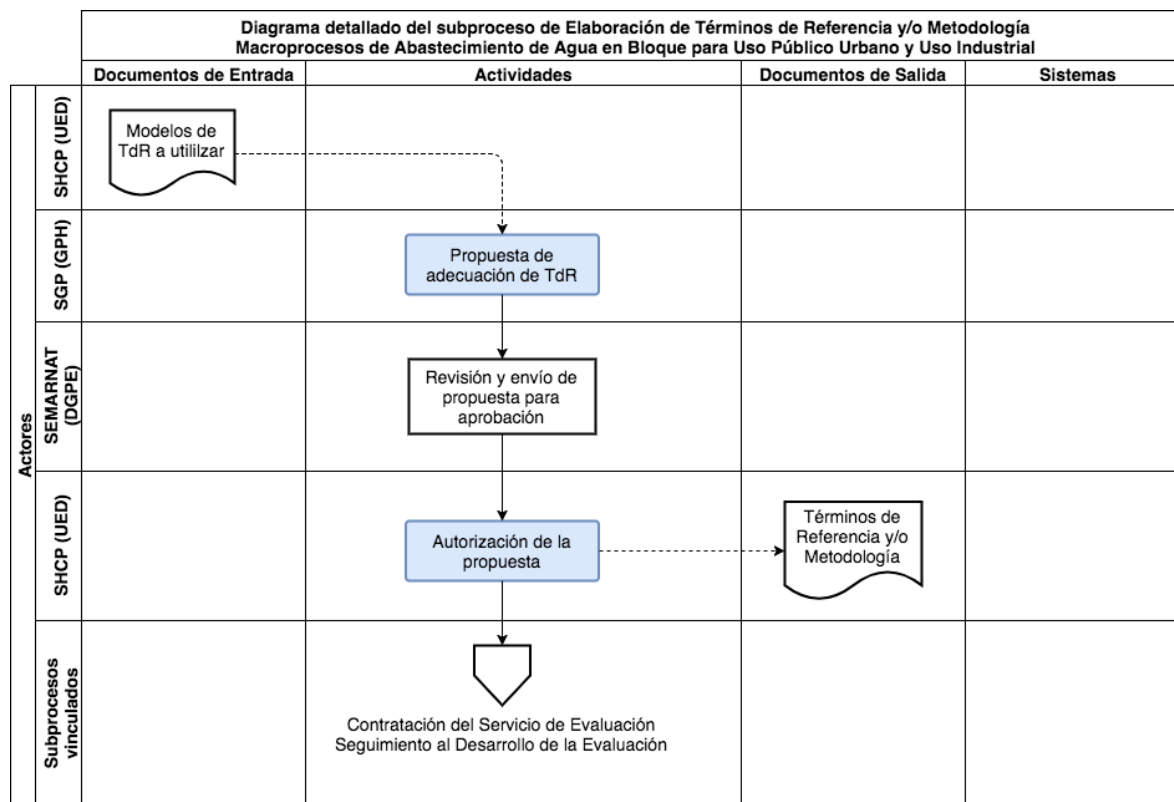 Diagrama detallado del subproceso de Elaboración de Términos de Referencia y/o Metodología
Macroprocesos de Abastecimiento de Agua en Bloque para Uso Público Urbano y Uso Industrial
Documentos de Entrada
Actividades
Documentos de Salida
Sistemas
Actores
SHCP (UED)
Modelos de
TdR a utililzar
SGP (GPH)
Propuesta de
adecuación de TdR
SEMARNAT
(DGPE)
Revisión y envío de
propuesta para
aprobación
SHCP (UED)
Autorización de la
propuesta
Términos de
Referencia y/o
Metodología
Subprocesos
vinculados
Contratación del Servicio de Evaluación
Seguimiento al Desarrollo de la Evaluación